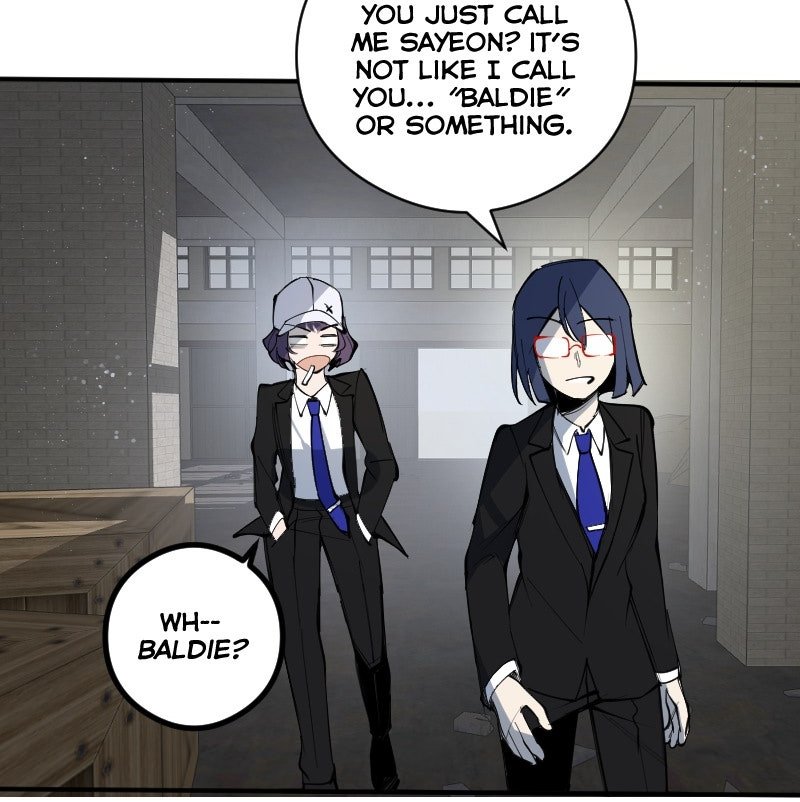 YOU JUST CALL
ME SAYEON? IT'S
NOT LIKE I CALL
YOU... "BALDIE"
OR SOMETHING.
WH--
BALDIE?